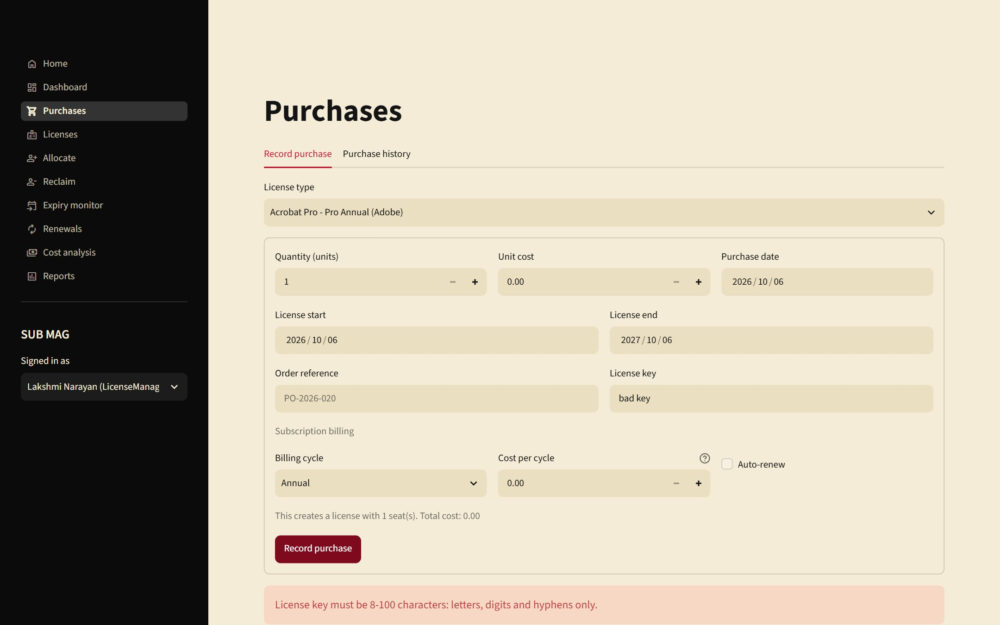 Home
Dashboard
Purchases
Licenses
Allocate
Reclaim
Expiry monitor
Renewals
Cost analysis
Reports
SUB MAG
Signed in as
Lakshmi Narayan (LicenseManag
Purchases
Record purchase Purchase history
License type
Acrobat Pro - Pro Annual (Adobe)
Quantity (units) Unit cost Purchase date
1 0.00 2026/10/06
License start License end
2026/10/06 2027/10/06
Order reference License key
PO-2026-020 bad key
Subscription billing
Billing cycle Cost per cycle Auto-renew
Annual 0.00
This creates a license with 1 seat(s). Total cost: 0.00
Record purchase
License key must be 8-100 characters: letters, digits and hyphens only.